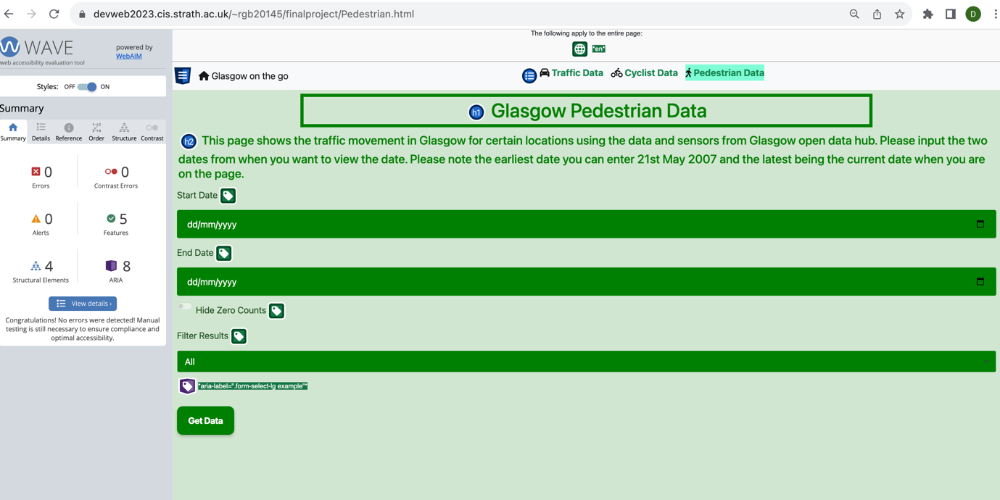 devweb2023.cis.strath.ac.uk/~rgb20145/finalproject/Pedestrian.html
D
WAVE
web accessibility evaluation tool
powered by
WebAIM
Styles: OFF ON
Summary
Summary Details Reference Order Structure Contrast
0 0
Errors Contrast Errors
0 5
Alerts Features
4 8
Structural Elements ARIA
View details ›
Congratulations! No errors were detected! Manual
testing is still necessary to ensure compliance and
optimal accessibility.
The following apply to the entire page:
"en"
Glasgow on the go Traffic Data Cyclist Data Pedestrian Data
h1 Glasgow Pedestrian Data
h2 This page shows the traffic movement in Glasgow for certain locations using the data and sensors from Glasgow open data hub. Please input the two
dates from when you want to view the date. Please note the earliest date you can enter 21st May 2007 and the latest being the current date when you are
on the page.
Start Date
dd/mm/yyyy
End Date
dd/mm/yyyy
Hide Zero Counts
Filter Results
All
"aria-label=".form-select-lg example""
Get Data